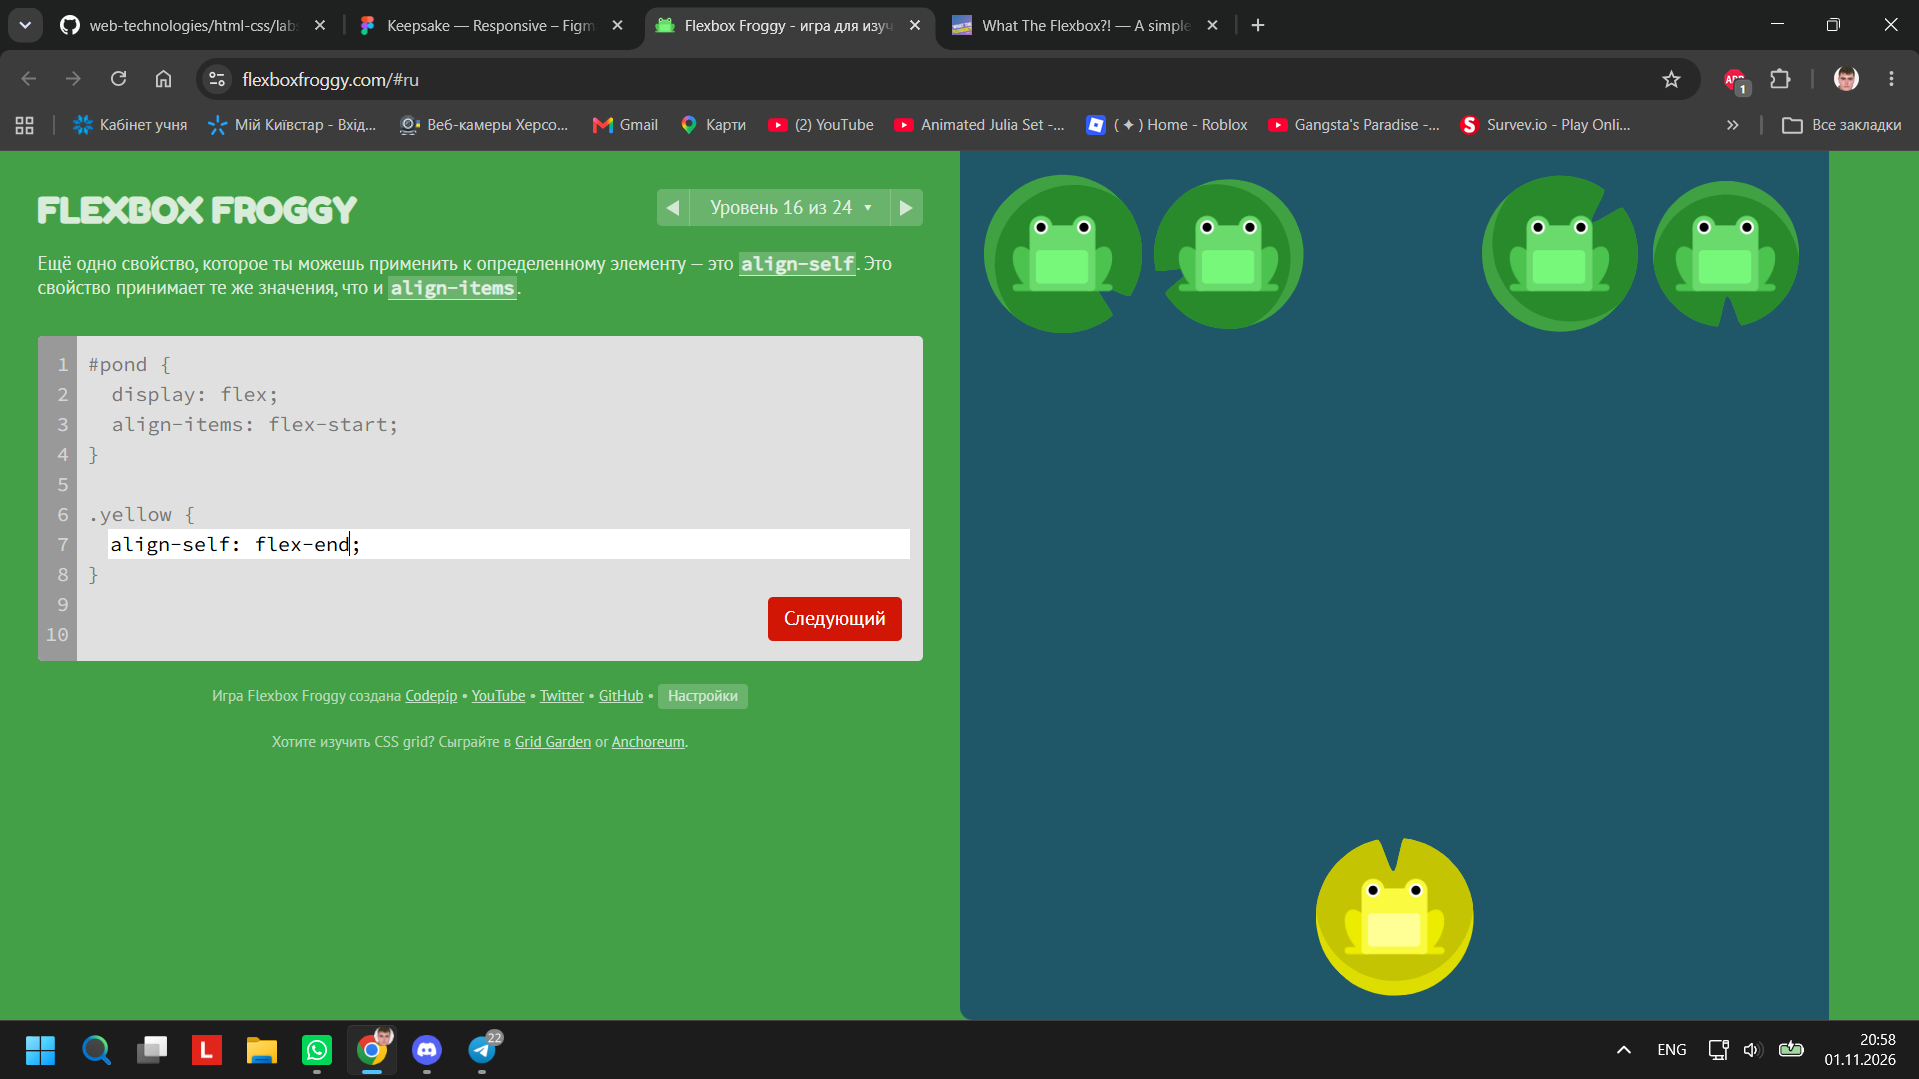 web-technologies/html-css/lab
Keepsake — Responsive – Figm
Flexbox Froggy - игра для изуч
What The Flexbox?! — A simple
flexboxfroggy.com/#ru
ABP
1
Кабінет учня
Мій Київстар - Вхід...
Веб-камеры Херсо...
Gmail
Карти
(2) YouTube
Animated Julia Set -...
( ✦ ) Home - Roblox
Gangsta's Paradise -...
Survev.io - Play Onli...
Все закладки
FLEXBOX FROGGY
Уровень 16 из 24
Ещё одно свойство, которое ты можешь применить к определенному элементу — это align-self. Это
свойство принимает те же значения, что и align-items.
1 #pond {
2 display: flex;
3 align-items: flex-start;
4 }
5
6 .yellow {
7 align-self: flex-end;
8 }
9
10
Следующий
Игра Flexbox Froggy создана Codepip • YouTube • Twitter • GitHub • Настройки
Хотите изучить CSS grid? Сыграйте в Grid Garden or Anchoreum.
L
22
ENG
20:58
01.11.2026